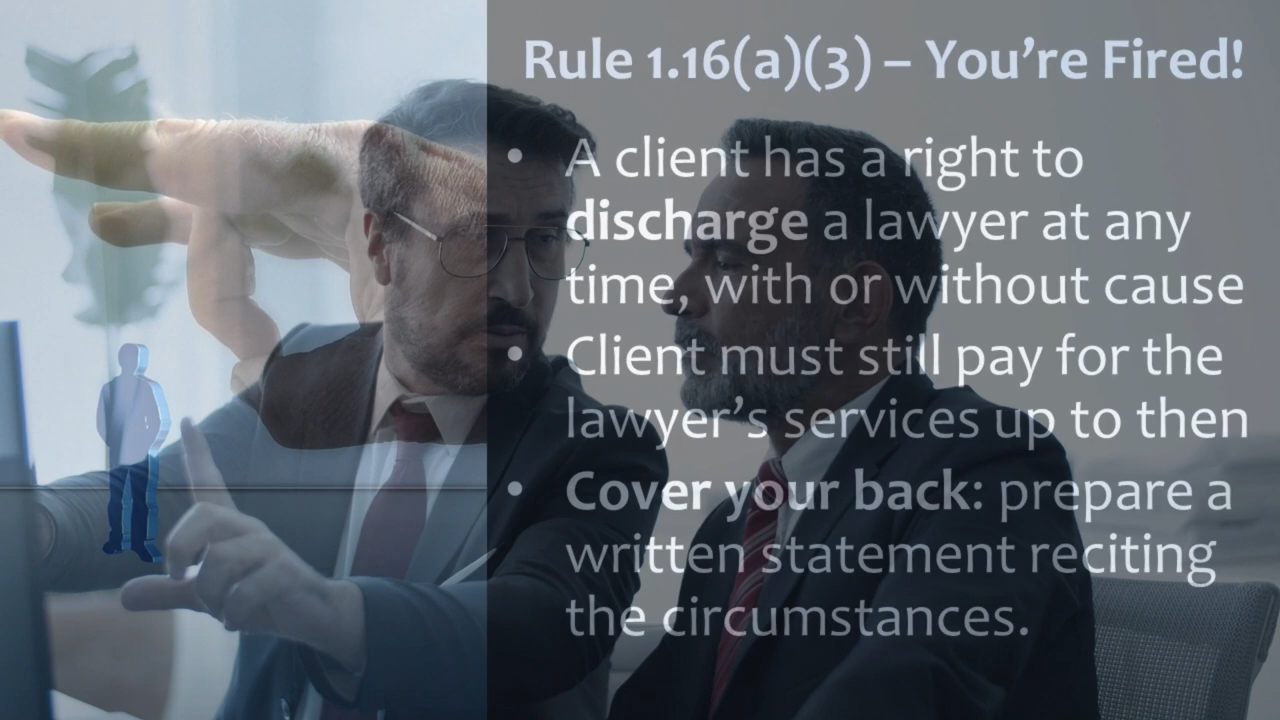 Rule 1.16(a)(3) – You're Fired!
• A client has a right to
discharge a lawyer at any
time, with or without cause
• Client must still pay for the
lawyer's services up to then
• Cover your back: prepare a
written statement reciting
the circumstances.